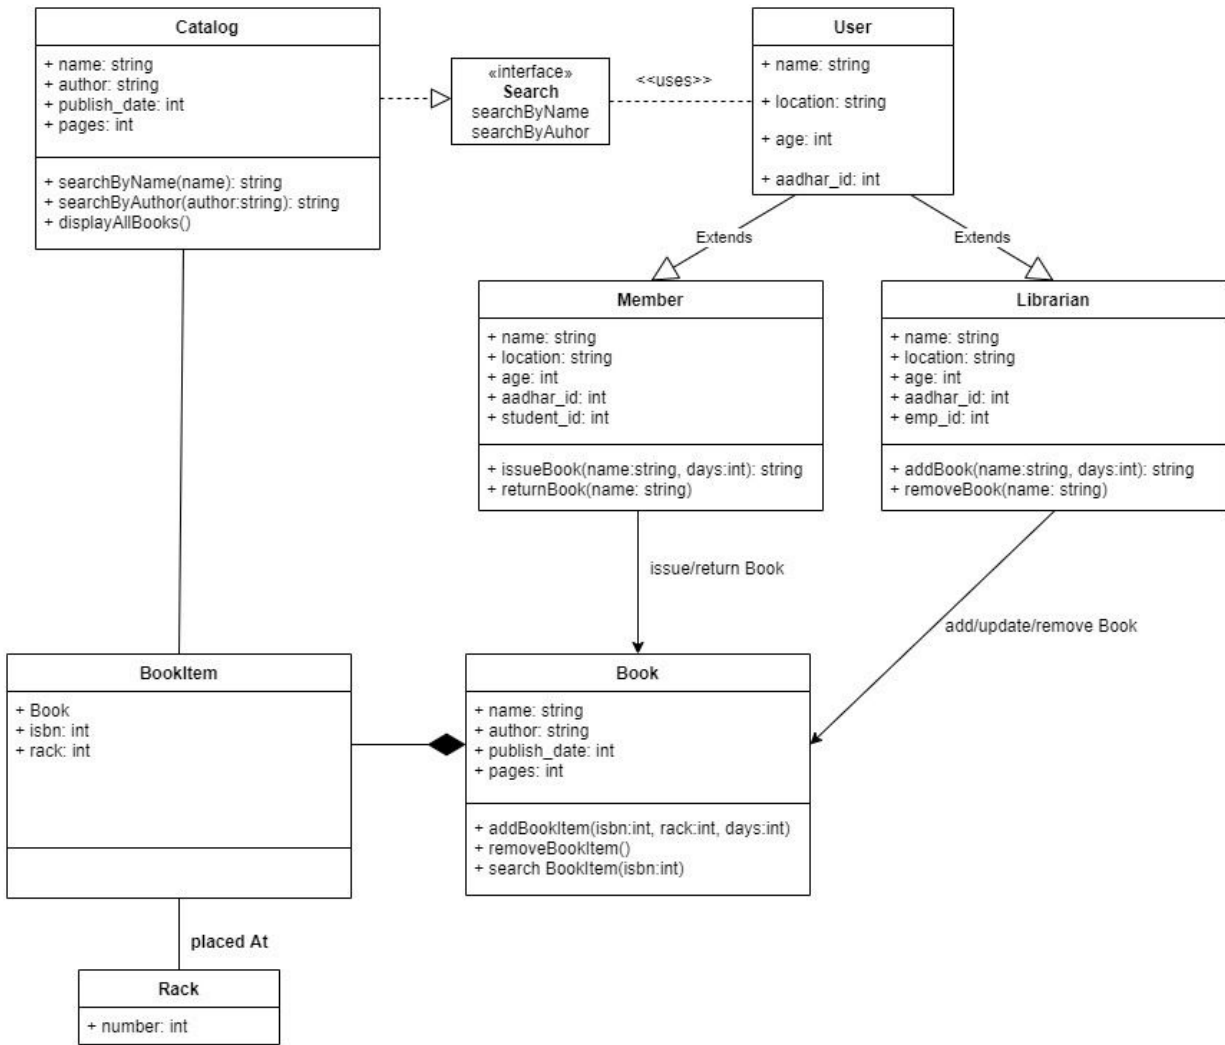 Catalog
+ name: string
+ author: string
+ publish_date: int
+ pages: int
+ searchByName(name): string
+ searchByAuthor(author:string): string
+ displayAllBooks()
«interface»
Search
searchByName
searchByAuhor
<<uses>>
User
+ name: string
+ location: string
+ age: int
+ aadhar_id: int
Extends
Extends
Member
+ name: string
+ location: string
+ age: int
+ aadhar_id: int
+ student_id: int
+ issueBook(name:string, days:int): string
+ returnBook(name: string)
Librarian
+ name: string
+ location: string
+ age: int
+ aadhar_id: int
+ emp_id: int
+ addBook(name:string, days:int): string
+ removeBook(name: string)
issue/return Book
add/update/remove Book
BookItem
+ Book
+ isbn: int
+ rack: int
Book
+ name: string
+ author: string
+ publish_date: int
+ pages: int
+ addBookItem(isbn:int, rack:int, days:int)
+ removeBookItem()
+ search BookItem(isbn:int)
placed At
Rack
+ number: int